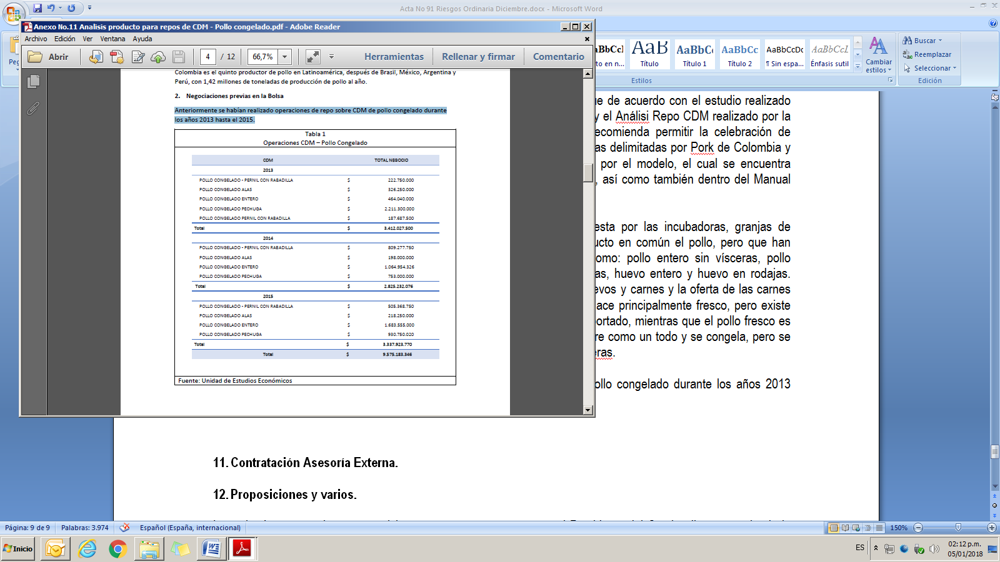 Acta No 91 Riesgos Ordinaria Diciembre.docx - Microsoft Word
Anexo No.11 Analisis producto para repos de CDM - Pollo congelado.pdf - Adobe Reader
Archivo Edición Ver Ventana Ayuda
Abrir 4 / 12 66,7% Herramientas Rellenar y firmar Comentario
Colombia es el quinto productor de pollo en Latinoamérica, después de Brasil, México, Argentina y
Perú, con 1,42 millones de toneladas de producción de pollo al año.
2. Negociaciones previas en la Bolsa
Anteriormente se habían realizado operaciones de repo sobre CDM de pollo congelado durante
los años 2013 hasta el 2015.
Tabla 1
Operaciones CDM – Pollo Congelado
CDM TOTAL NEGOCIO
2013
POLLO CONGELADO - PERNIL CON RABADILLA $ 222.750.000
POLLO CONGELADO ALAS $ 326.250.000
POLLO CONGELADO ENTERO $ 464.040.000
POLLO CONGELADO PECHUGA $ 2.211.300.000
POLLO CONGELADO PERNIL CON RABADILLA $ 187.687.500
Total $ 3.412.027.500
2014
POLLO CONGELADO - PERNIL CON RABADILLA $ 809.277.750
POLLO CONGELADO ALAS $ 198.000.000
POLLO CONGELADO ENTERO $ 1.064.954.326
POLLO CONGELADO PECHUGA $ 753.000.000
Total $ 2.825.232.076
2015
POLLO CONGELADO - PERNIL CON RABADILLA $ 505.368.750
POLLO CONGELADO ALAS $ 218.250.000
POLLO CONGELADO ENTERO $ 1.683.555.000
POLLO CONGELADO PECHUGA $ 930.750.020
Total $ 3.337.923.770
Total $ 9.575.183.346
Fuente: Unidad de Estudios Económicos
AaB AaBbC AaBbCc AaBbCcDc AaBbCcL
to en n... Título Título 1 Título 2 ¶ Sin espa... Énfasis sutil
Cambiar
estilos
Estilos
Buscar
Reemplazar
Seleccionar
Edición
ue de acuerdo con el estudio realizado
y el Análisi Repo CDM realizado por la
ecomienda permitir la celebración de
as delimitadas por Pork de Colombia y
por el modelo, el cual se encuentra
, así como también dentro del Manual
esta por las incubadoras, granjas de
ucto en común el pollo, pero que han
omo: pollo entero sin vísceras, pollo
as, huevo entero y huevo en rodajas.
evos y carnes y la oferta de las carnes
ace principalmente fresco, pero existe
ortado, mientras que el pollo fresco es
re como un todo y se congela, pero se
eras.
ollo congelado durante los años 2013
11. Contratación Asesoría Externa.
12. Proposiciones y varios.
Página: 9 de 9 Palabras: 3.974 Español (España, internacional) 150%
Inicio ES 02:12 p.m.
05/01/2018